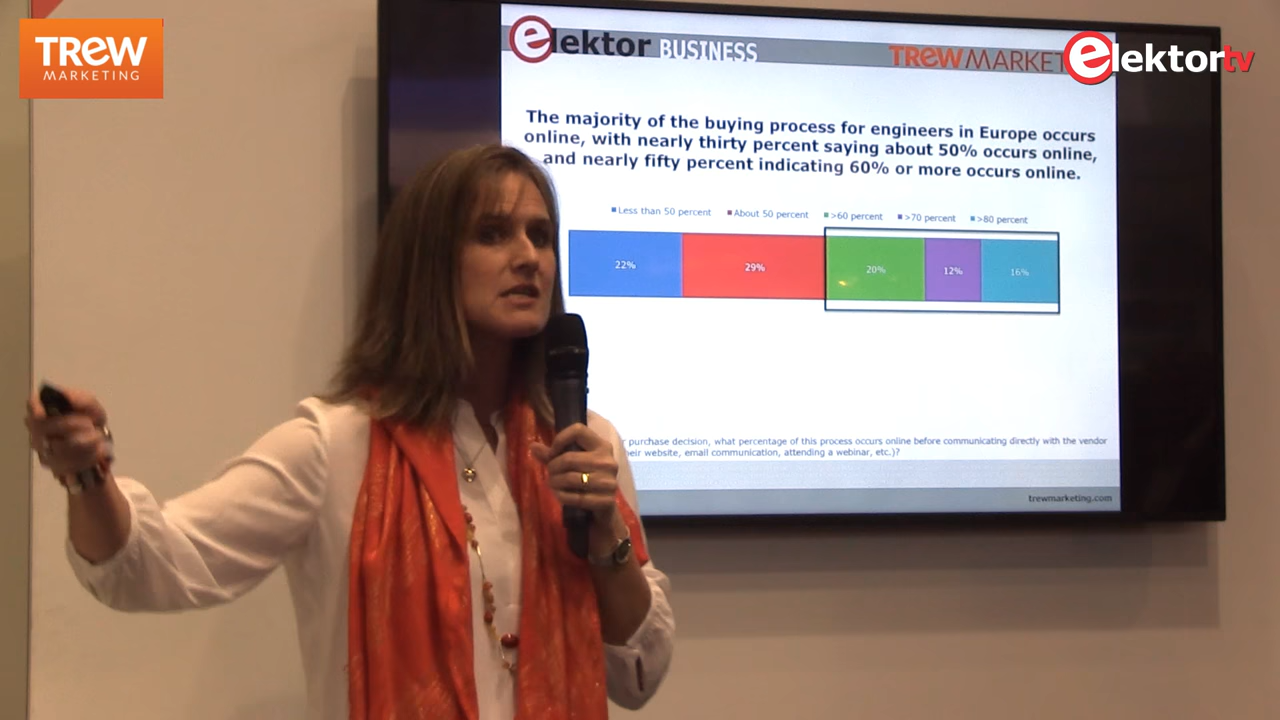 TREW
MARKETING
elektor BUSINESS
TREW MARKET
elektortv
The majority of the buying process for engineers in Europe occurs
online, with nearly thirty percent saying about 50% occurs online,
and nearly fifty percent indicating 60% or more occurs online.
Less than 50 percent About 50 percent >60 percent >70 percent >80 percent
22% 29% 20% 12% 16%
purchase decision, what percentage of this process occurs online before communicating directly with the vendor
website, email communication, attending a webinar, etc.)?
trewmarketing.com